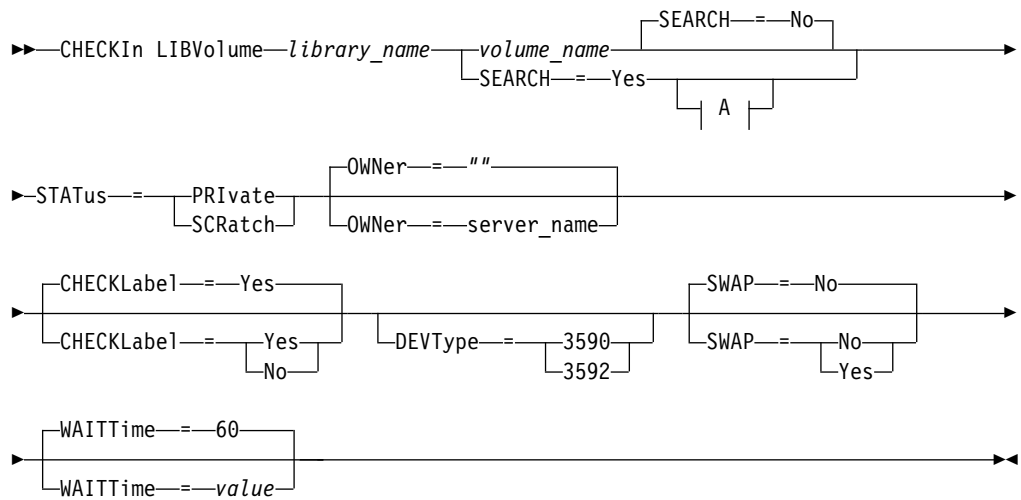 SEARCH = No
CHECKIn LIBVolume library_name volume_name
SEARCH = Yes
A
OWNer = ""
STATus = PRIvate
SCRatch OWNer = server_name
CHECKLabel = Yes SWAP = No
CHECKLabel = Yes DEVType = 3590 SWAP = No
No 3592 Yes
WAITTime = 60
WAITTime = value